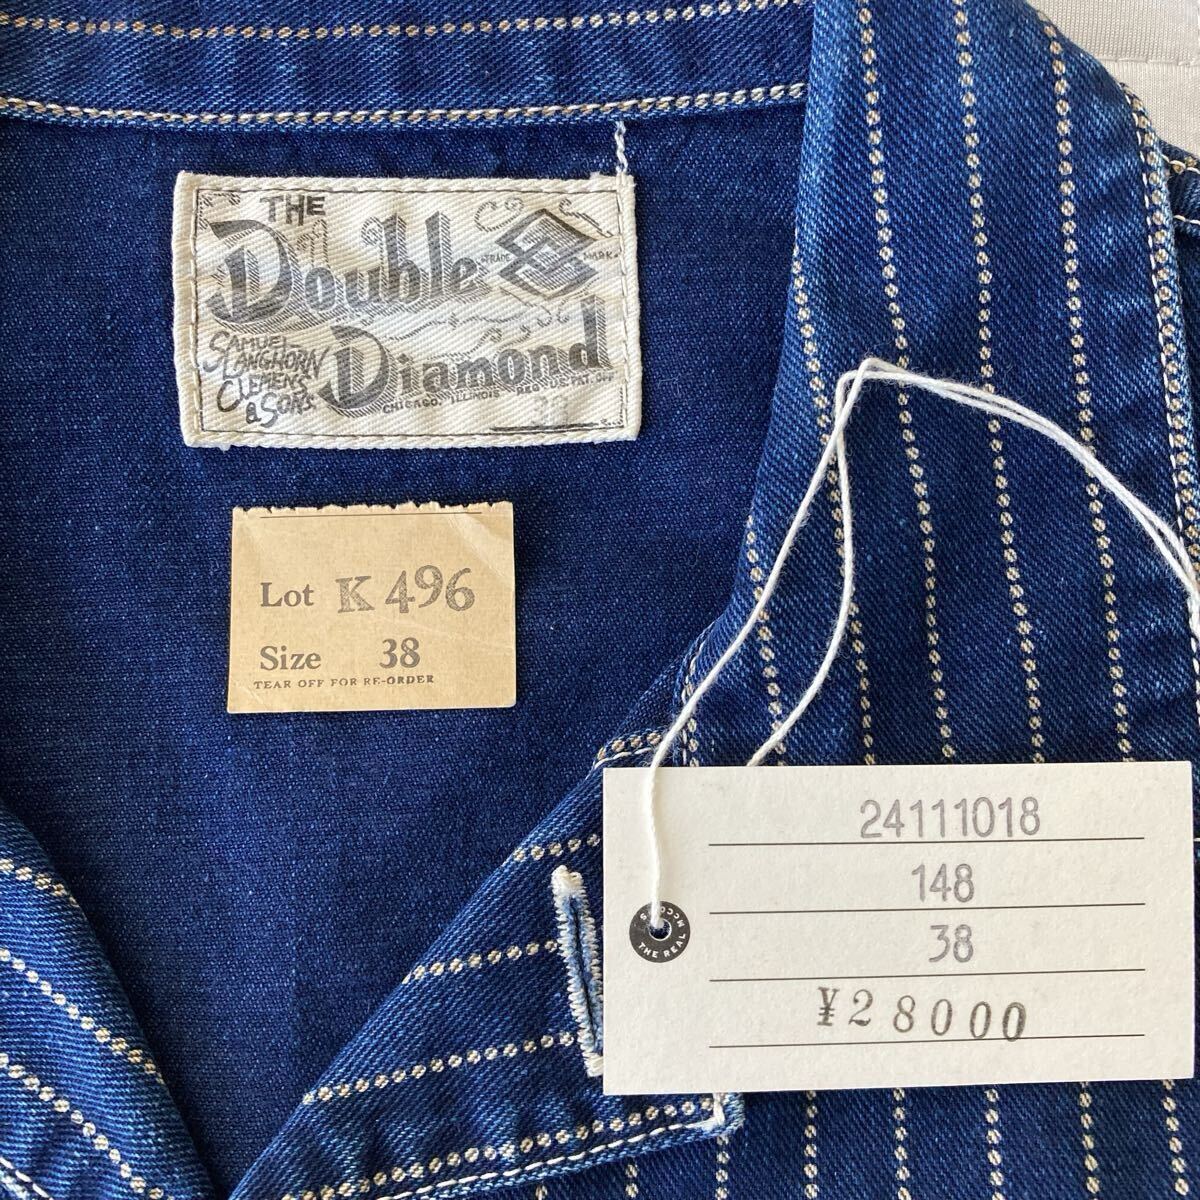 THE
Double
TRADE MARK.
Diamond
SAMUEL
LANGHORN
CLEMENS
& SONS.
CHICAGO, ILLINOIS REG. U.S. PAT. OFF
38
Lot K 496
Size 38
TEAR OFF FOR RE-ORDER
24111018
148
38
¥28000
THE REAL McCOY'S